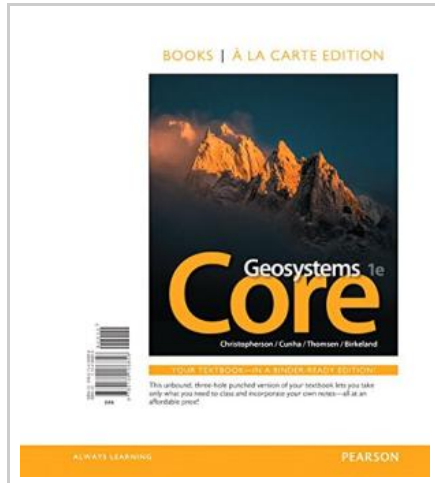 BOOKS | À LA CARTE EDITION
Geosystems 1e
Core
Christopherson / Cunha / Thomsen / Birkeland
YOUR TEXTBOOK—IN A BINDER-READY EDITION!
This unbound, three-hole punched version of your textbook lets you take
only what you need to class and incorporate your own notes—all at an
affordable price!
ALWAYS LEARNING
PEARSON